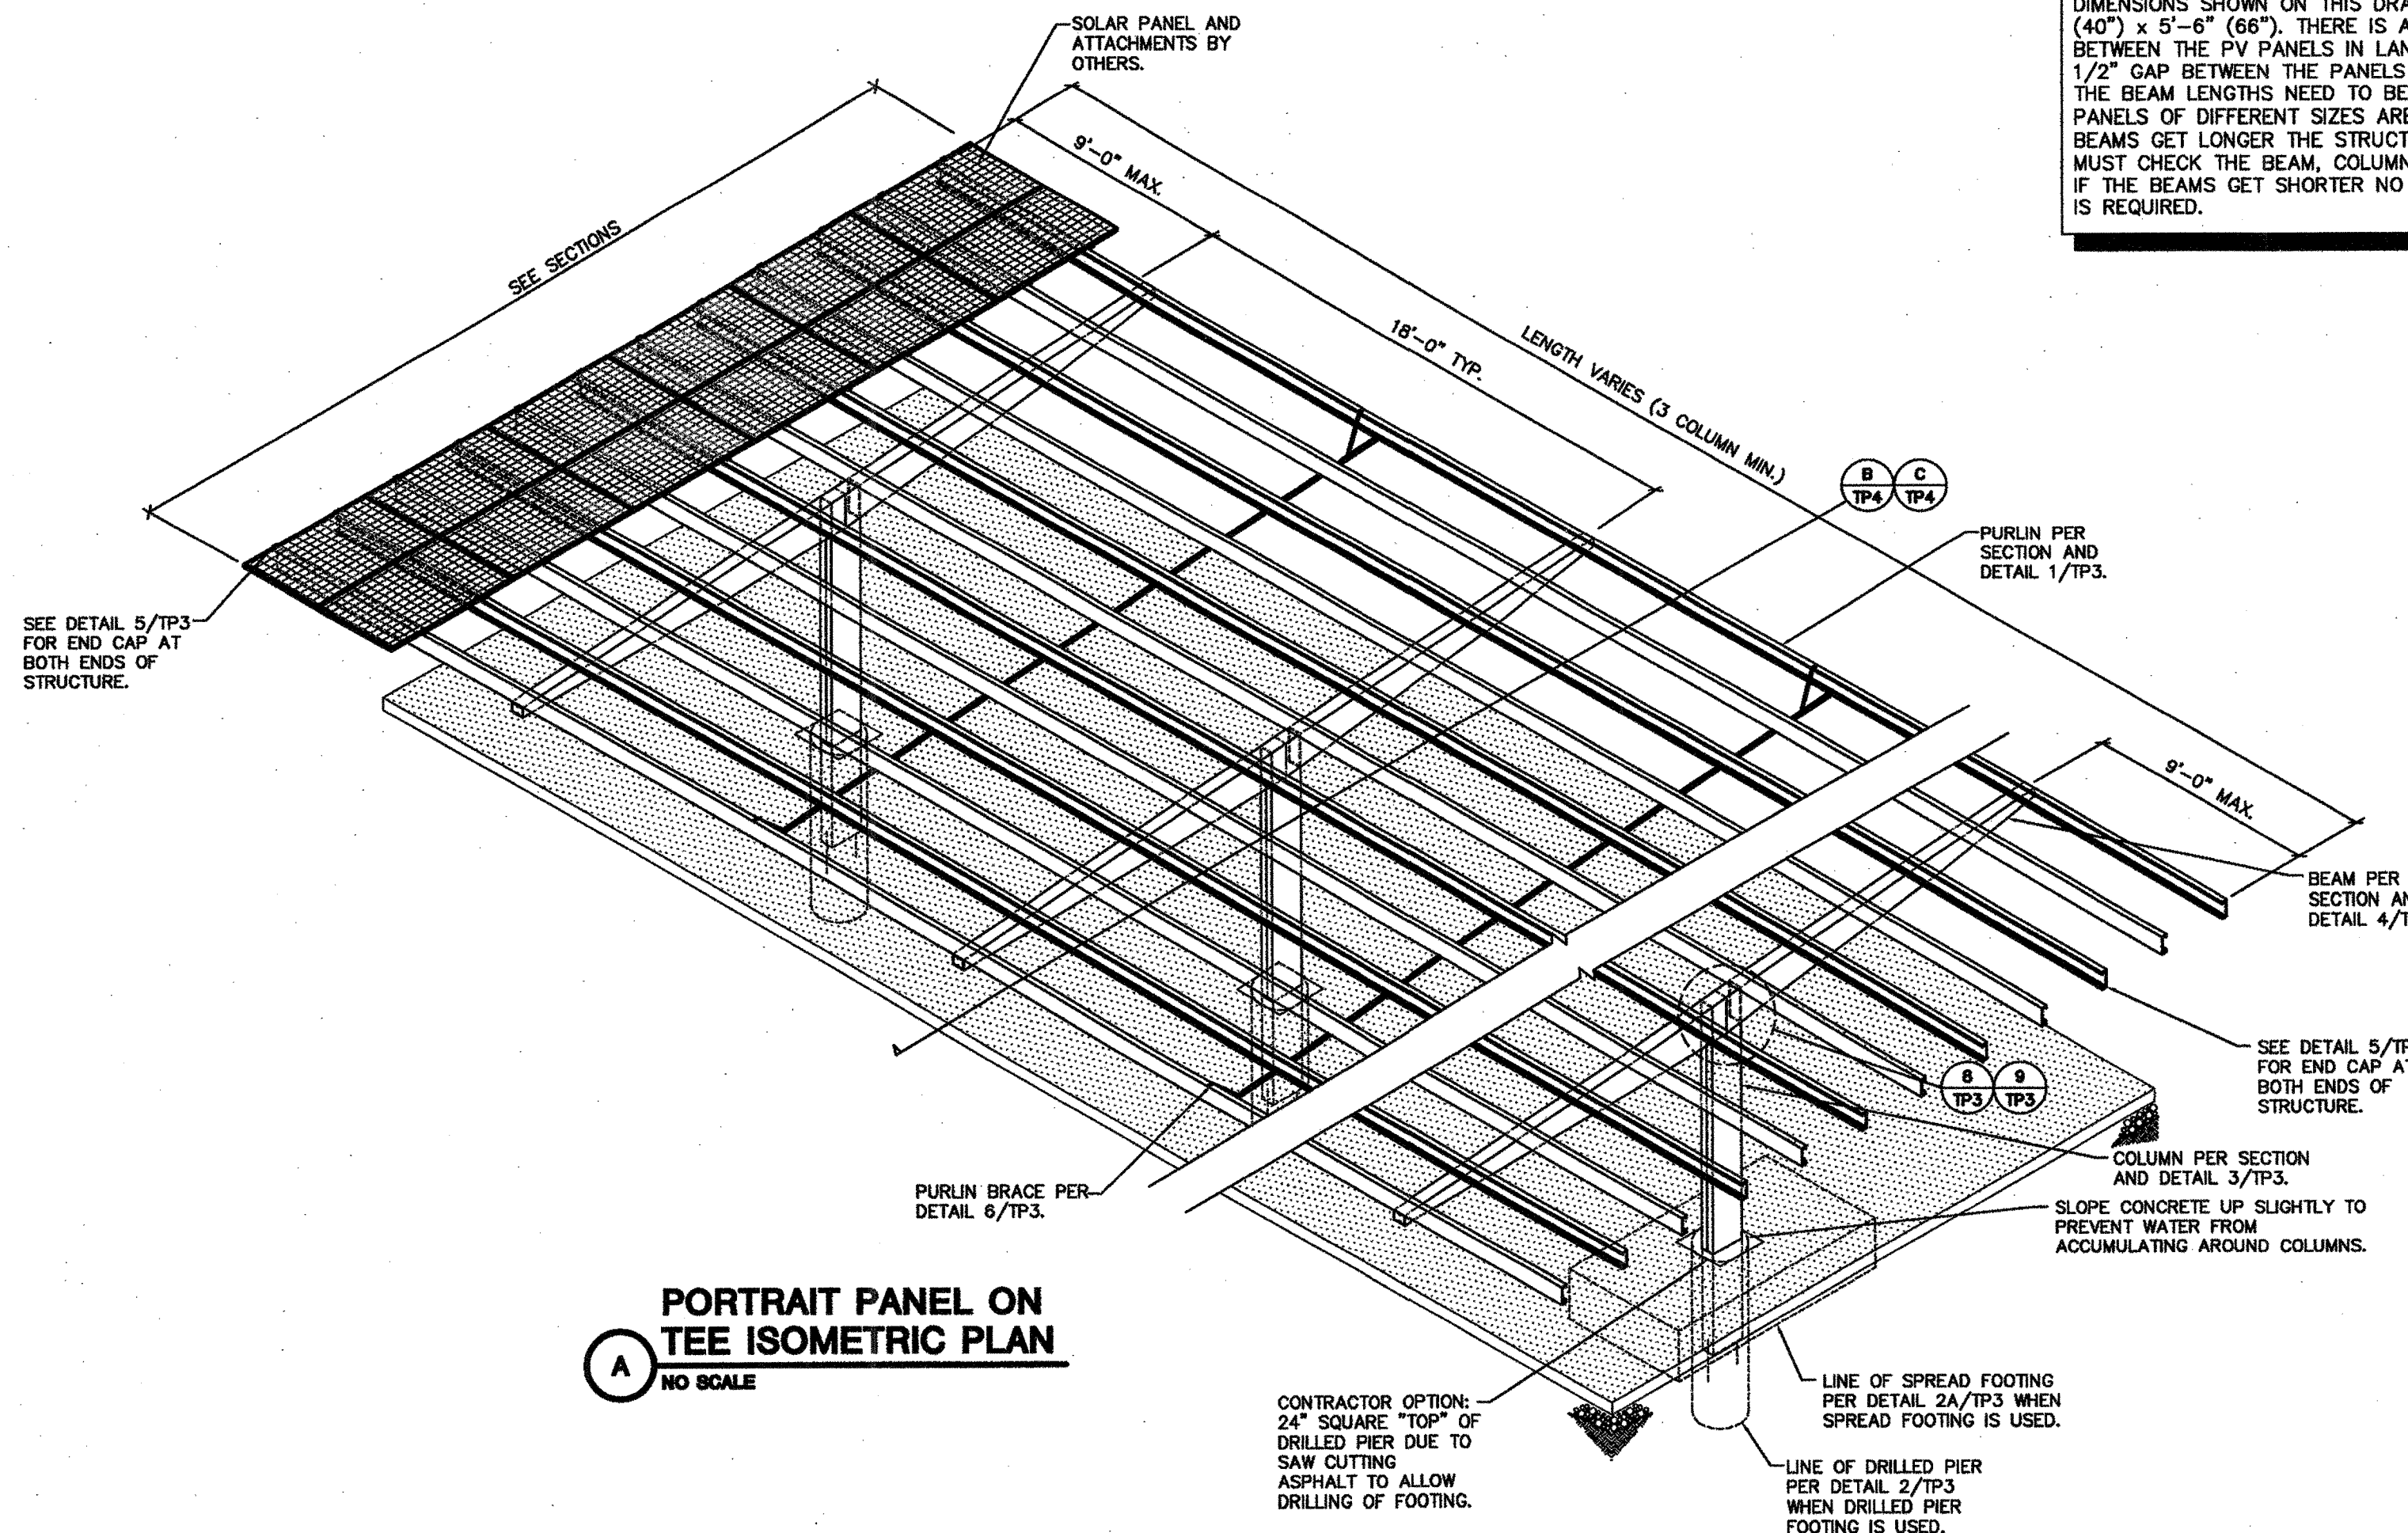 SOLAR PANEL AND
ATTACHMENTS BY
OTHERS.
DIMENSIONS SHOWN ON THIS
(40") x 5'-6" (66"). THERE IS A
BETWEEN THE PV PANELS IN
1/2" GAP BETWEEN THE PANELS
THE BEAM LENGTHS NEED TO BE
PANELS OF DIFFERENT SIZES ARE
BEAMS GET LONGER THE
MUST CHECK THE BEAM, COLUMN
IF THE BEAMS GET SHORTER NO
IS REQUIRED.
9'-0" MAX.
SEE SECTIONS
18'-0" TYP.
LENGTH VARIES (3 COLUMN MIN.)
B
TP4
C
TP4
PURLIN PER
SECTION AND
DETAIL 1/TP3.
SEE DETAIL 5/TP3
FOR END CAP AT
BOTH ENDS OF
STRUCTURE.
9'-0" MAX.
BEAM PER
SECTION
DETAIL
SEE DETAIL
FOR END CAP
BOTH ENDS OF
STRUCTURE.
8
TP3
9
TP3
COLUMN PER SECTION
AND DETAIL 3/TP3.
SLOPE CONCRETE UP SLIGHTLY TO
PREVENT WATER FROM
ACCUMULATING AROUND COLUMNS.
PURLIN BRACE PER
DETAIL 6/TP3.
A
PORTRAIT PANEL ON
TEE ISOMETRIC PLAN
NO SCALE
CONTRACTOR OPTION:
24" SQUARE "TOP" OF
DRILLED PIER DUE TO
SAW CUTTING
ASPHALT TO ALLOW
DRILLING OF FOOTING.
LINE OF SPREAD FOOTING
PER DETAIL 2A/TP3 WHEN
SPREAD FOOTING IS USED.
LINE OF DRILLED PIER
PER DETAIL 2/TP3
WHEN DRILLED PIER
FOOTING IS USED.